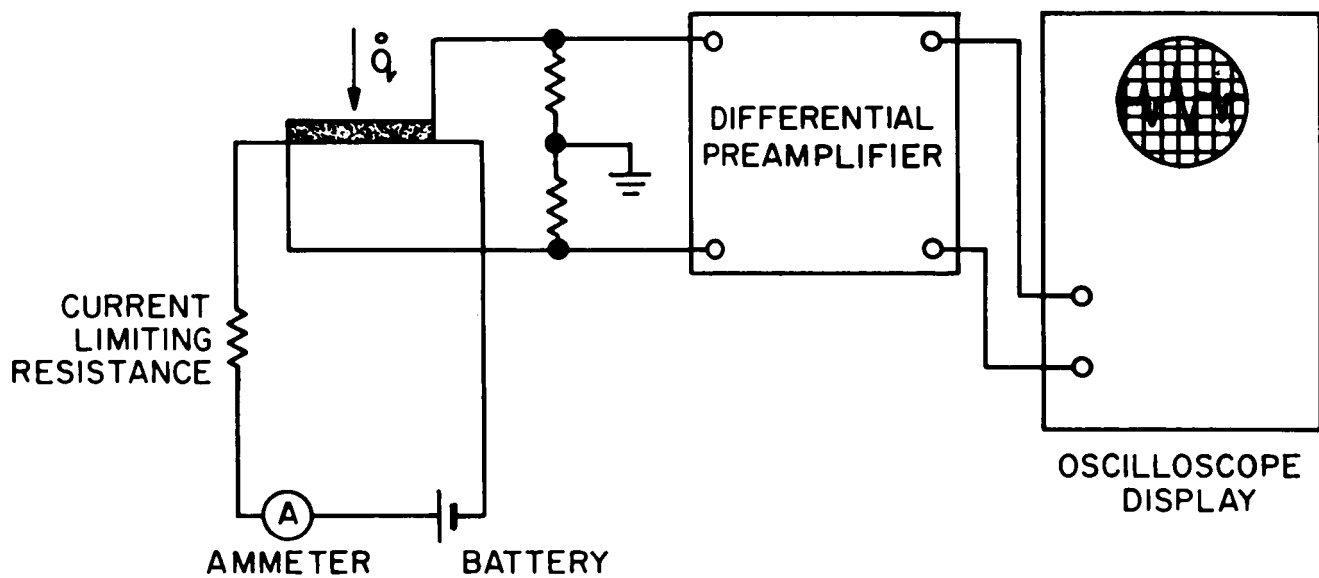 q̊
DIFFERENTIAL
PREAMPLIFIER
CURRENT
LIMITING
RESISTANCE
A
AMMETER
BATTERY
OSCILLOSCOPE
DISPLAY